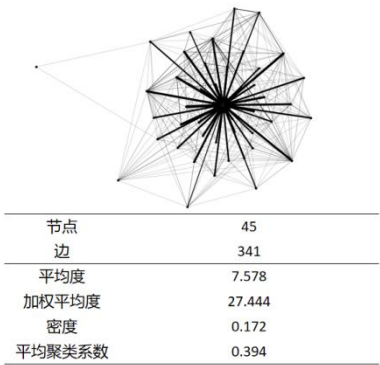 节点 45
边 341
平均度 7.578
加权平均度 27.444
密度 0.172
平均聚类系数 0.394